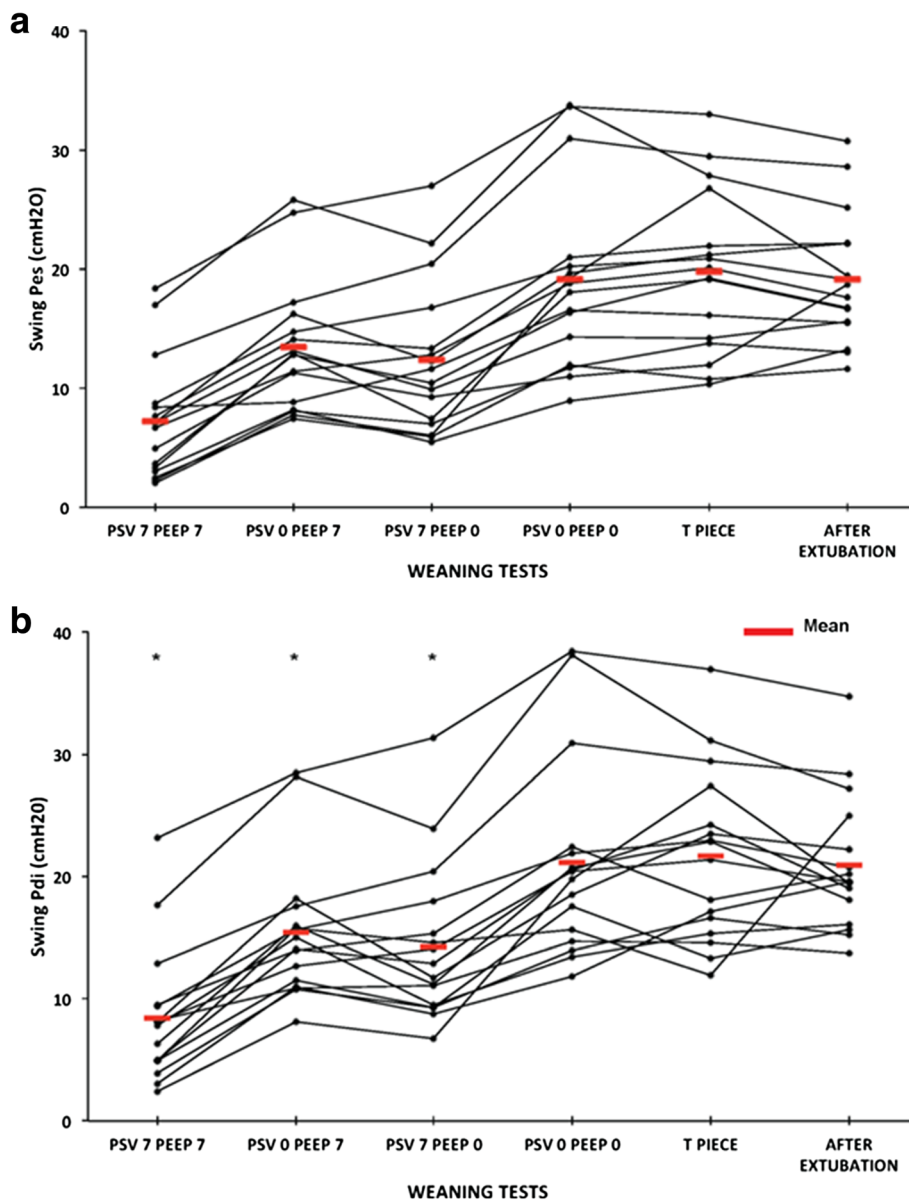 a
40
30
20
10
0
Swing Pes (cmH2O)
PSV 7 PEEP 7 PSV 0 PEEP 7 PSV 7 PEEP 0 PSV 0 PEEP 0 T PIECE AFTER
EXTUBATION
WEANING TESTS
b
Mean
* * *
40
30
20
10
0
Swing Pdi (cmH20)
PSV 7 PEEP 7 PSV 0 PEEP 7 PSV 7 PEEP 0 PSV 0 PEEP 0 T PIECE AFTER
EXTUBATION
WEANING TESTS